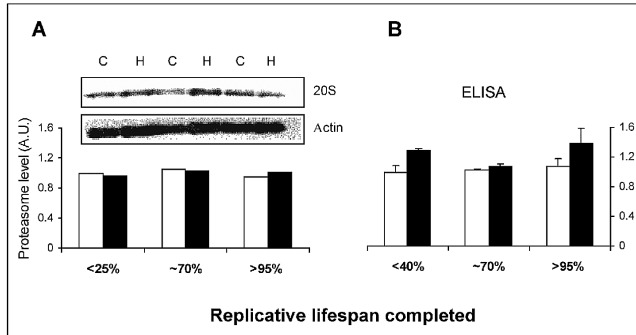 A
B
C H C H C H
20S
ELISA
Actin
Proteasome level (A.U.)
1.6
1.2
0.8
0.4
0
<25% ~70% >95%
1.6
1.2
0.8
0.4
0
<40% ~70% >95%
Replicative lifespan completed